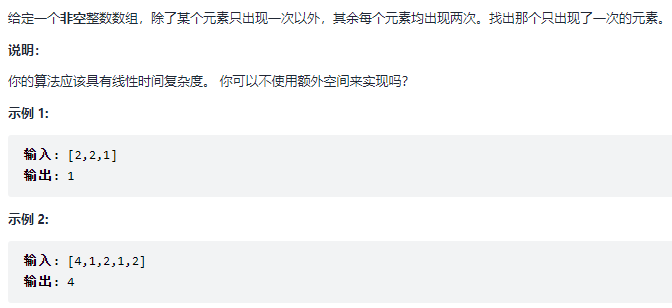 给定一个非空整数数组，除了某个元素只出现一次以外，其余每个元素均出现两次。找出那个只出现了一次的元素。
说明：
你的算法应该具有线性时间复杂度。 你可以不使用额外空间来实现吗？
示例 1:
输入: [2,2,1]
输出: 1
示例 2:
输入: [4,1,2,1,2]
输出: 4